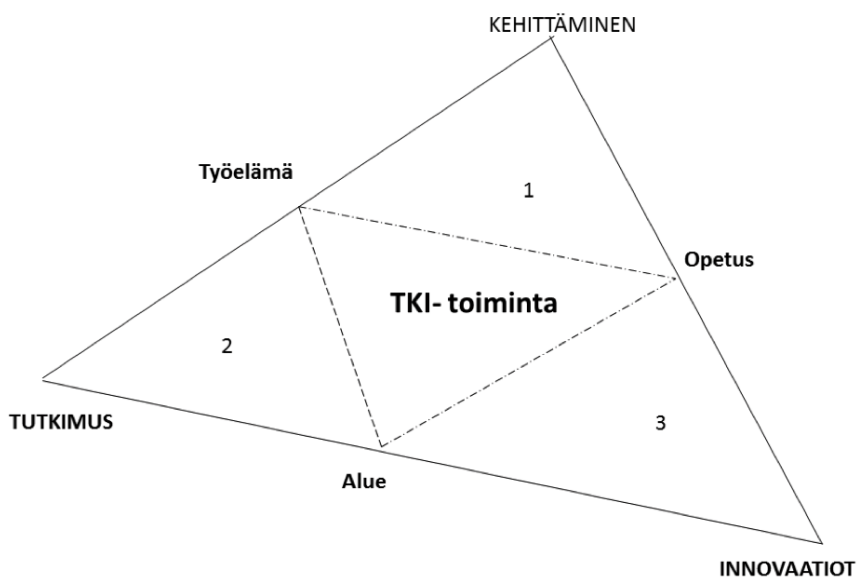 KEHITTÄMINEN
Työelämä
1
Opetus
TKI- toiminta
2
TUTKIMUS
3
Alue
INNOVAATIOT